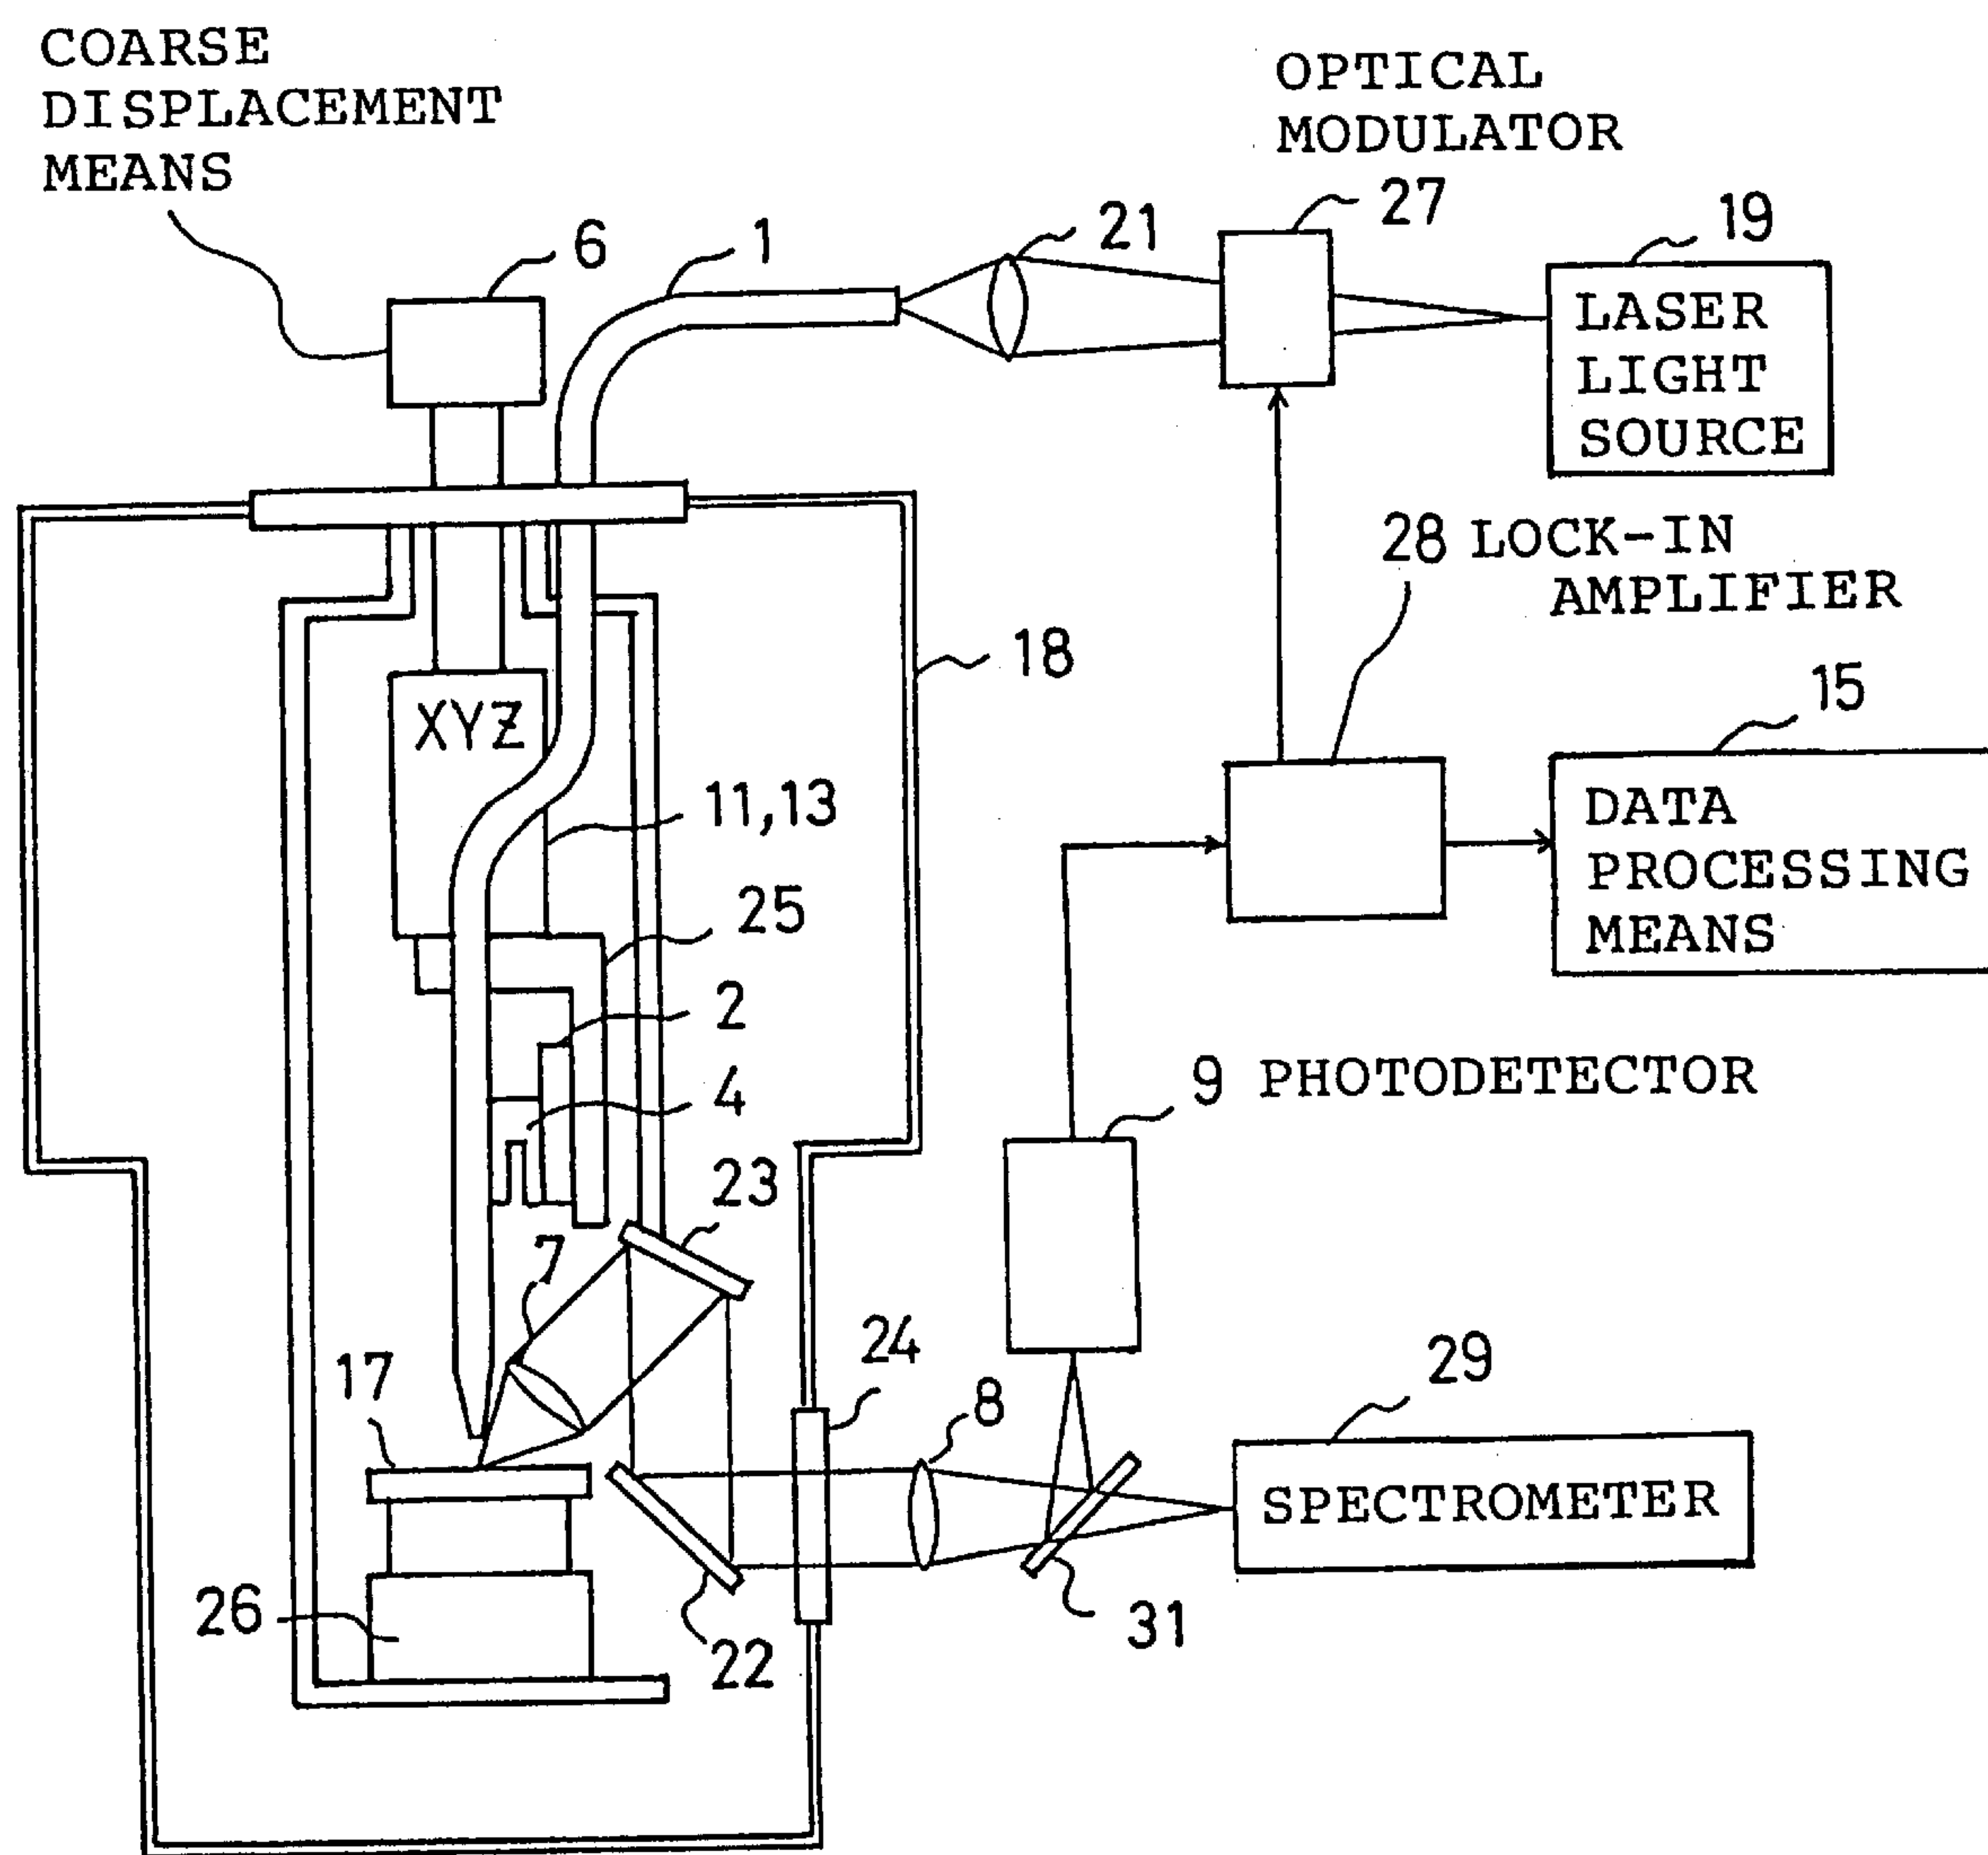 COARSE
DISPLACEMENT
MEANS
OPTICAL
MODULATOR
27
6
1
21
19
LASER
LIGHT
SOURCE
28 LOCK-IN
AMPLIFIER
18
15
XYZ
11,13
DATA
PROCESSING
MEANS
25
2
4
9 PHOTODETECTOR
23
7
24
17
8
29
SPECTROMETER
26
22
31